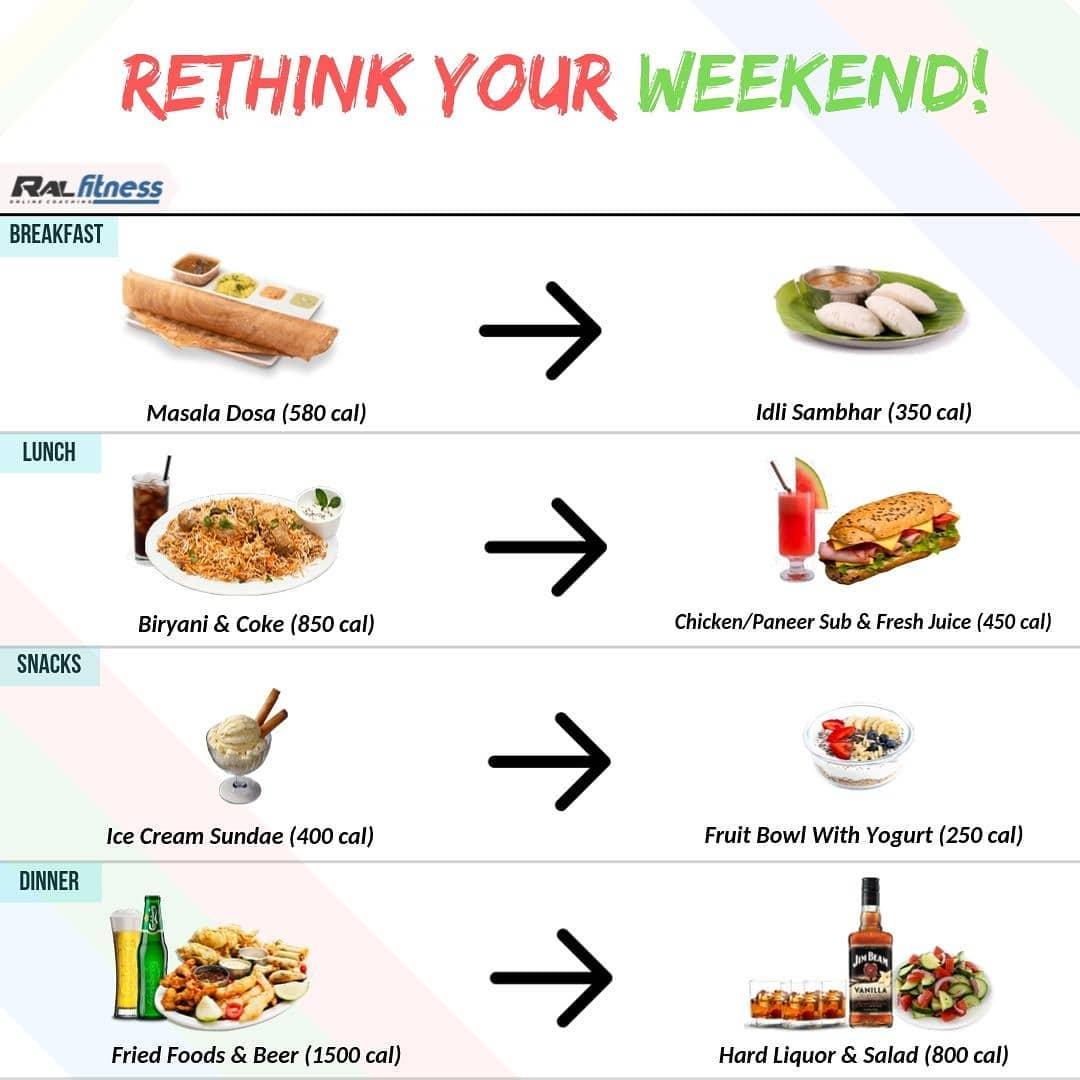 RETHINK YOUR WEEKEND!
RAL fitness
ONLINE COACHING
BREAKFAST
Masala Dosa (580 cal)
Idli Sambhar (350 cal)
LUNCH
Biryani & Coke (850 cal)
Chicken/Paneer Sub & Fresh Juice (450 cal)
SNACKS
Ice Cream Sundae (400 cal)
Fruit Bowl With Yogurt (250 cal)
DINNER
JIM BEAM
VANILLA
Fried Foods & Beer (1500 cal)
Hard Liquor & Salad (800 cal)